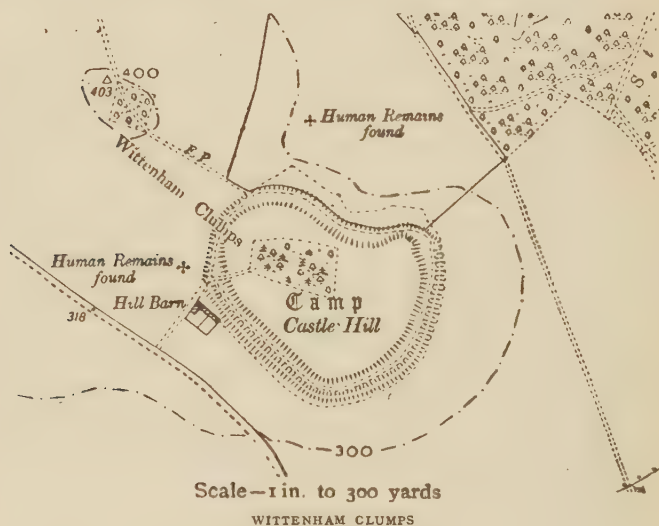 400
403
Human Remains
found
F.P.
Wittenham Clumps
S
Human Remains
found
Hill Barn
Camp
Castle Hill
318
300
Scale—1 in. to 300 yards
WITTENHAM CLUMPS